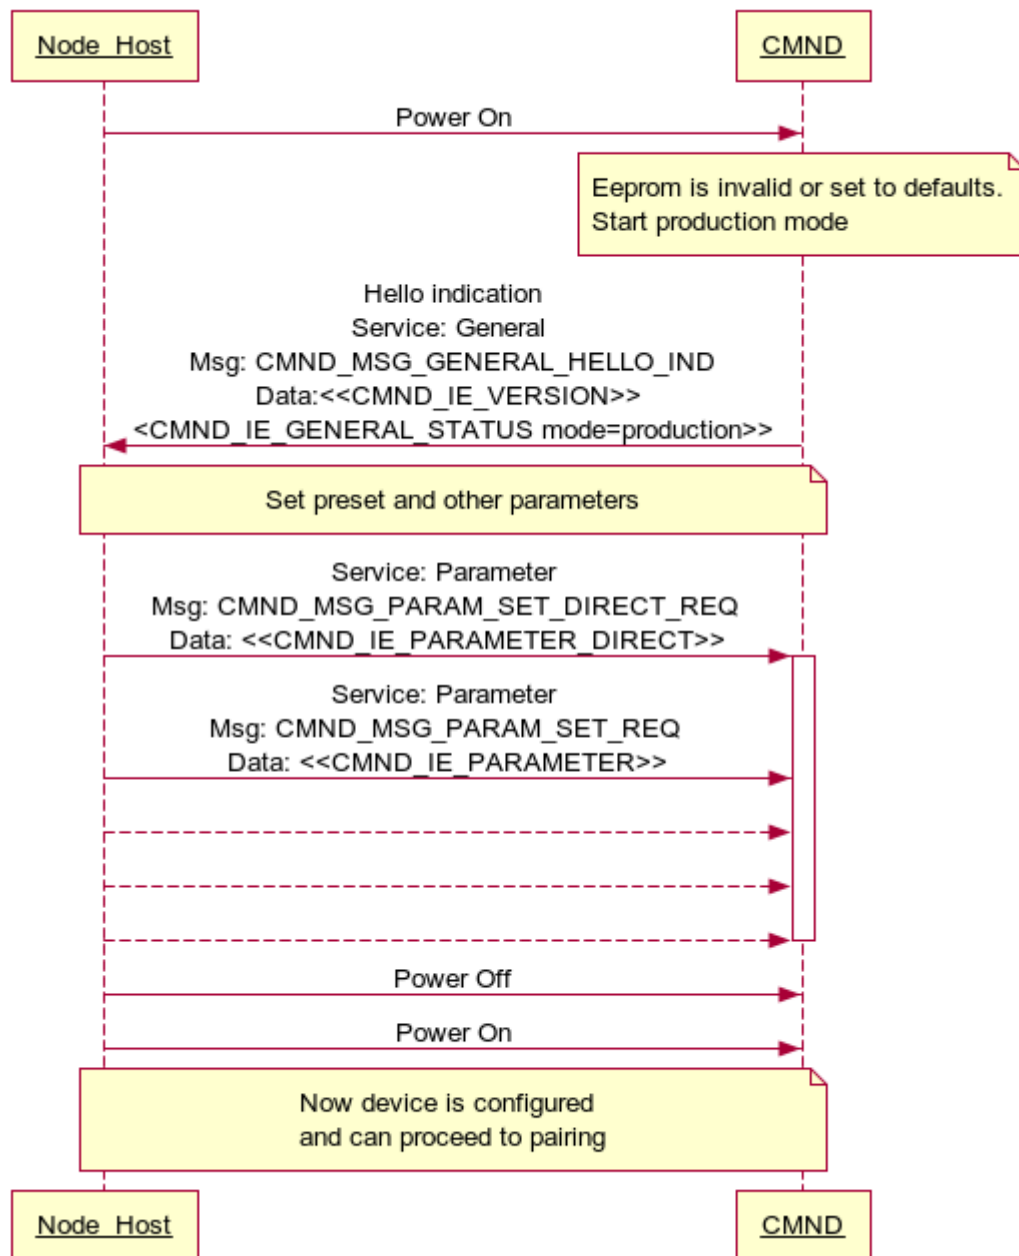 Node_Host
CMND
Power On
Eeprom is invalid or set to defaults.
Start production mode
Hello indication
Service: General
Msg: CMND_MSG_GENERAL_HELLO_IND
Data:<<CMND_IE_VERSION>>
<CMND_IE_GENERAL_STATUS mode=production>>
Set preset and other parameters
Service: Parameter
Msg: CMND_MSG_PARAM_SET_DIRECT_REQ
Data: <<CMND_IE_PARAMETER_DIRECT>>
Service: Parameter
Msg: CMND_MSG_PARAM_SET_REQ
Data: <<CMND_IE_PARAMETER>>
Power Off
Power On
Now device is configured
and can proceed to pairing
Node_Host
CMND